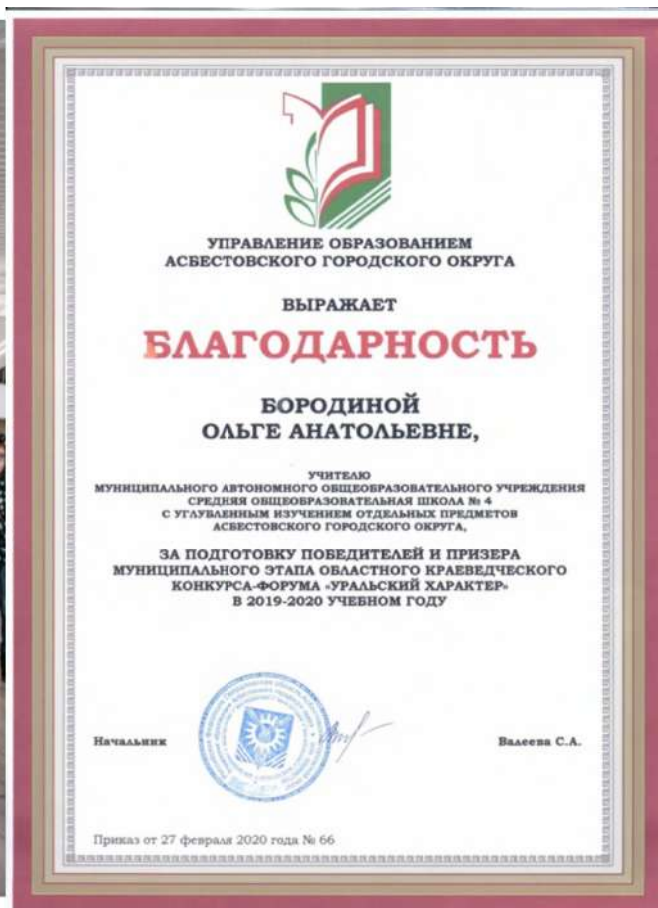 УПРАВЛЕНИЕ ОБРАЗОВАНИЕМ
АСБЕСТОВСКОГО ГОРОДСКОГО ОКРУГА
ВЫРАЖАЕТ
БЛАГОДАРНОСТЬ
БОРОДИНОЙ
ОЛЬГЕ АНАТОЛЬЕВНЕ,
УЧИТЕЛЮ
МУНИЦИПАЛЬНОГО АВТОНОМНОГО ОБЩЕОБРАЗОВАТЕЛЬНОГО УЧРЕЖДЕНИЯ
СРЕДНЯЯ ОБЩЕОБРАЗОВАТЕЛЬНАЯ ШКОЛА № 4
С УГЛУБЛЕННЫМ ИЗУЧЕНИЕМ ОТДЕЛЬНЫХ ПРЕДМЕТОВ
АСБЕСТОВСКОГО ГОРОДСКОГО ОКРУГА,
ЗА ПОДГОТОВКУ ПОБЕДИТЕЛЕЙ И ПРИЗЕРА
МУНИЦИПАЛЬНОГО ЭТАПА ОБЛАСТНОГО КРАЕВЕДЧЕСКОГО
КОНКУРСА-ФОРУМА «УРАЛЬСКИЙ ХАРАКТЕР»
В 2019-2020 УЧЕБНОМ ГОДУ
Начальник Валеева С.А.
Приказ от 27 февраля 2020 года № 66